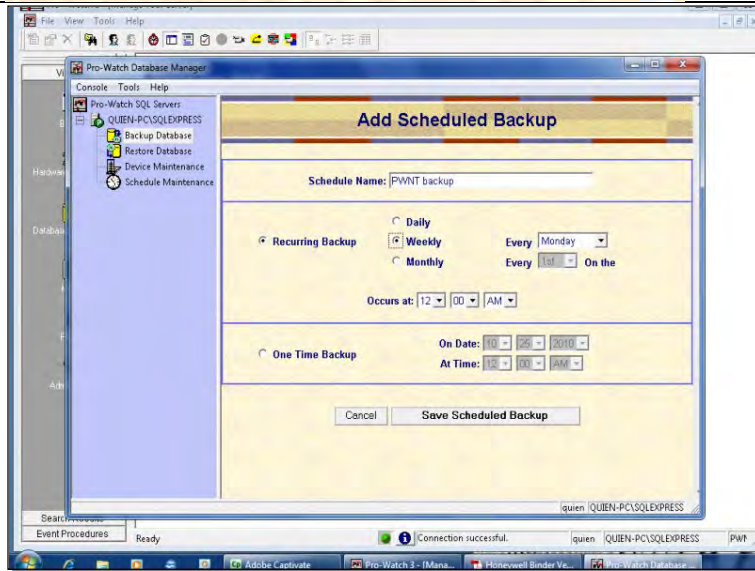 File View Tools Help
Pro-Watch Database Manager
Console Tools Help
Pro-Watch SQL Servers
QUIEN-PC\SQLEXPRESS
Backup Database
Restore Database
Device Maintenance
Schedule Maintenance
Add Scheduled Backup
Schedule Name: PWNT backup
Daily
Recurring Backup Weekly Every Monday
Monthly Every 1st On the
Occurs at: 12 00 AM
On Date: 10 25 2010
One Time Backup
At Time: 12 00 AM
Cancel Save Scheduled Backup
quien QUIEN-PC\SQLEXPRESS
Event Procedures Ready Connection successful. quien QUIEN-PC\SQLEXPRESS
Adobe Captivate Pro-Watch 3 - [Mana... Honeywell Binder Ve... Pro-Watch Database ...